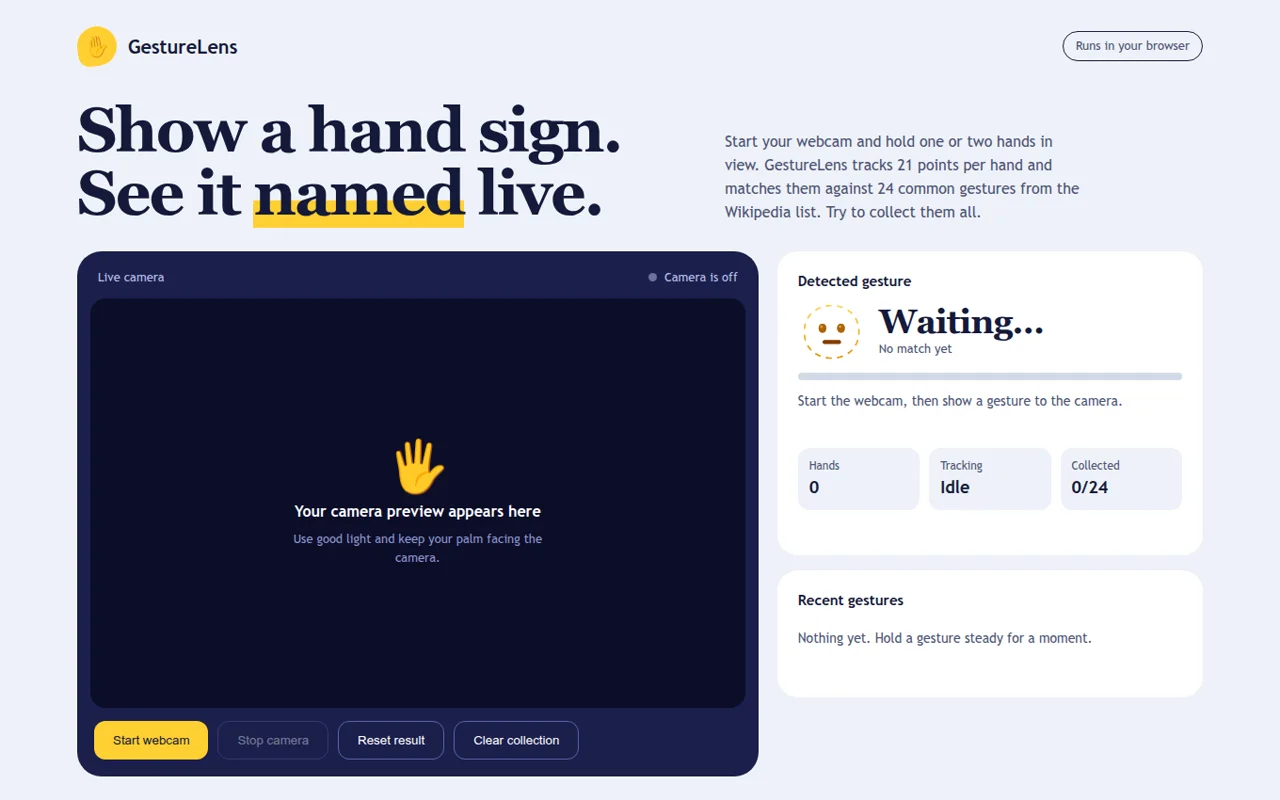 GestureLens
Runs in your browser
Show a hand sign.
See it named live.
Start your webcam and hold one or two hands in
view. GestureLens tracks 21 points per hand and
matches them against 24 common gestures from the
Wikipedia list. Try to collect them all.
Live camera
Camera is off
Your camera preview appears here
Use good light and keep your palm facing the
camera.
Start webcam
Stop camera
Reset result
Clear collection
Detected gesture
Waiting...
No match yet
Start the webcam, then show a gesture to the camera.
Hands
0
Tracking
Idle
Collected
0/24
Recent gestures
Nothing yet. Hold a gesture steady for a moment.